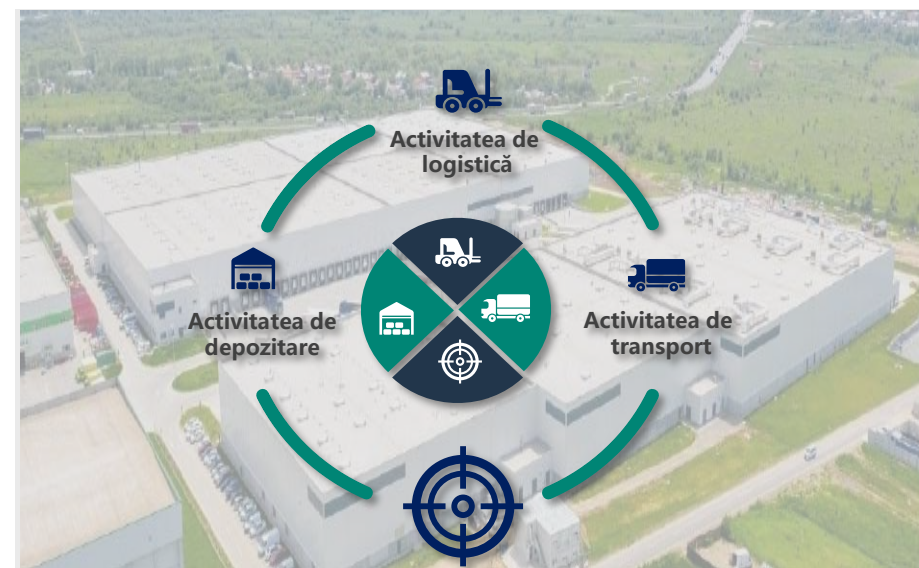 Activitatea de
logistică
Activitatea de
depozitare
Activitatea de
transport